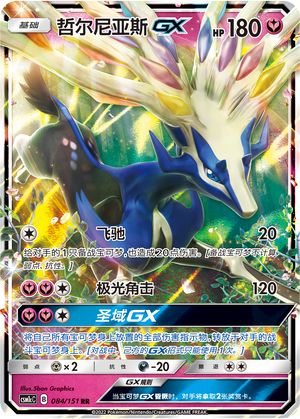 基础 哲尔尼亚斯GX HP 180
飞驰 20
给对手的1只备战宝可梦,也造成20点伤害。[备战宝可梦不计算弱点、抗性。]
极光角击 120
圣域GX
将自己所有宝可梦身上放置的全部伤害指示物,转放于对手的战斗宝可梦身上。[对战中,己方的GX招式只能使用1次。]
弱点 ×2 抗性 -20 撤退
GX规则
当宝可梦GX昏厥时,对手将拿取2张奖赏卡。
Illus. 5ban Graphics
csm1cC B 084/151 RR
©2022 Pokémon/Nintendo/Creatures/GAME FREAK.